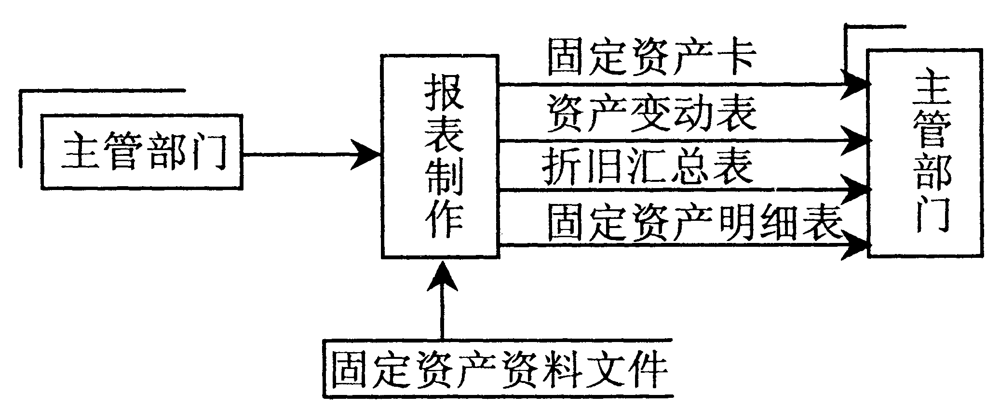 主管部门
报表制作
固定资产卡
资产变动表
折旧汇总表
固定资产明细表
主管部门
固定资产资料文件